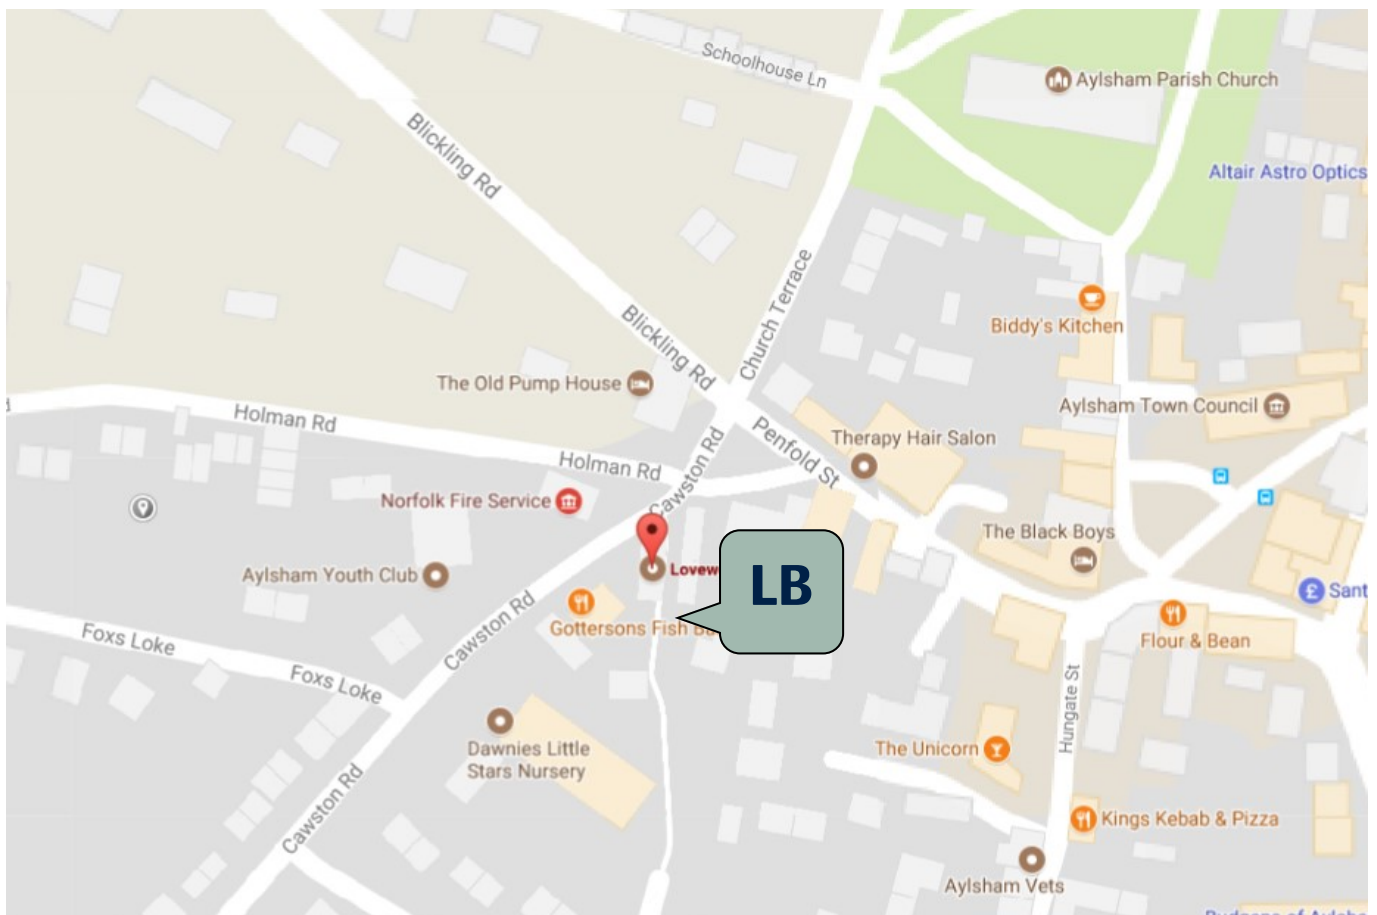 Schoolhouse Ln
Aylsham Parish Church
Blickling Rd
Altair Astro Optics
Church Terrace
Biddy's Kitchen
Blickling Rd
The Old Pump House
Holman Rd
Aylsham Town Council
Penfold St
Therapy Hair Salon
Cawston Rd
Holman Rd
Norfolk Fire Service
The Black Boys
Aylsham Youth Club
LB
£
Gottersons Fish
Flour & Bean
Cawston Rd
Foxs Loke
Foxs Loke
Hungate St
Dawnies Little
Stars Nursery
The Unicorn
Cawston Rd
Kings Kebab & Pizza
Aylsham Vets